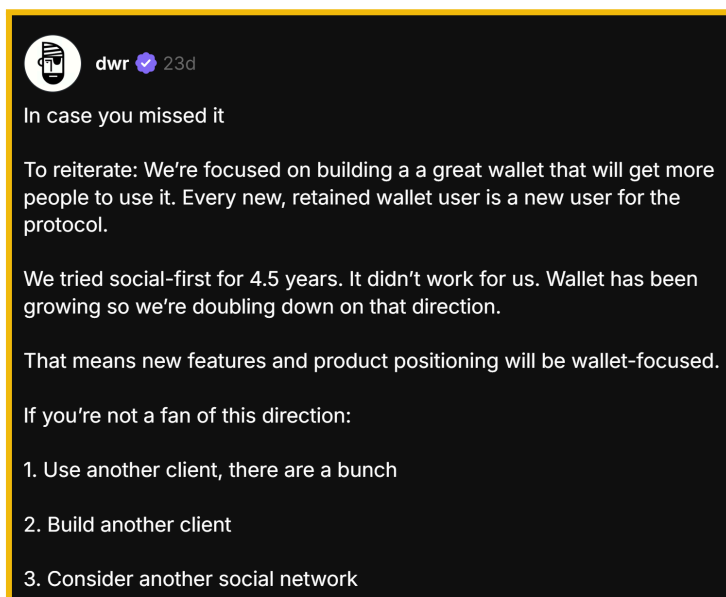 dwr 23d
In case you missed it
To reiterate: We’re focused on building a a great wallet that will get more
people to use it. Every new, retained wallet user is a new user for the
protocol.
We tried social-first for 4.5 years. It didn’t work for us. Wallet has been
growing so we’re doubling down on that direction.
That means new features and product positioning will be wallet-focused.
If you’re not a fan of this direction:
1. Use another client, there are a bunch
2. Build another client
3. Consider another social network